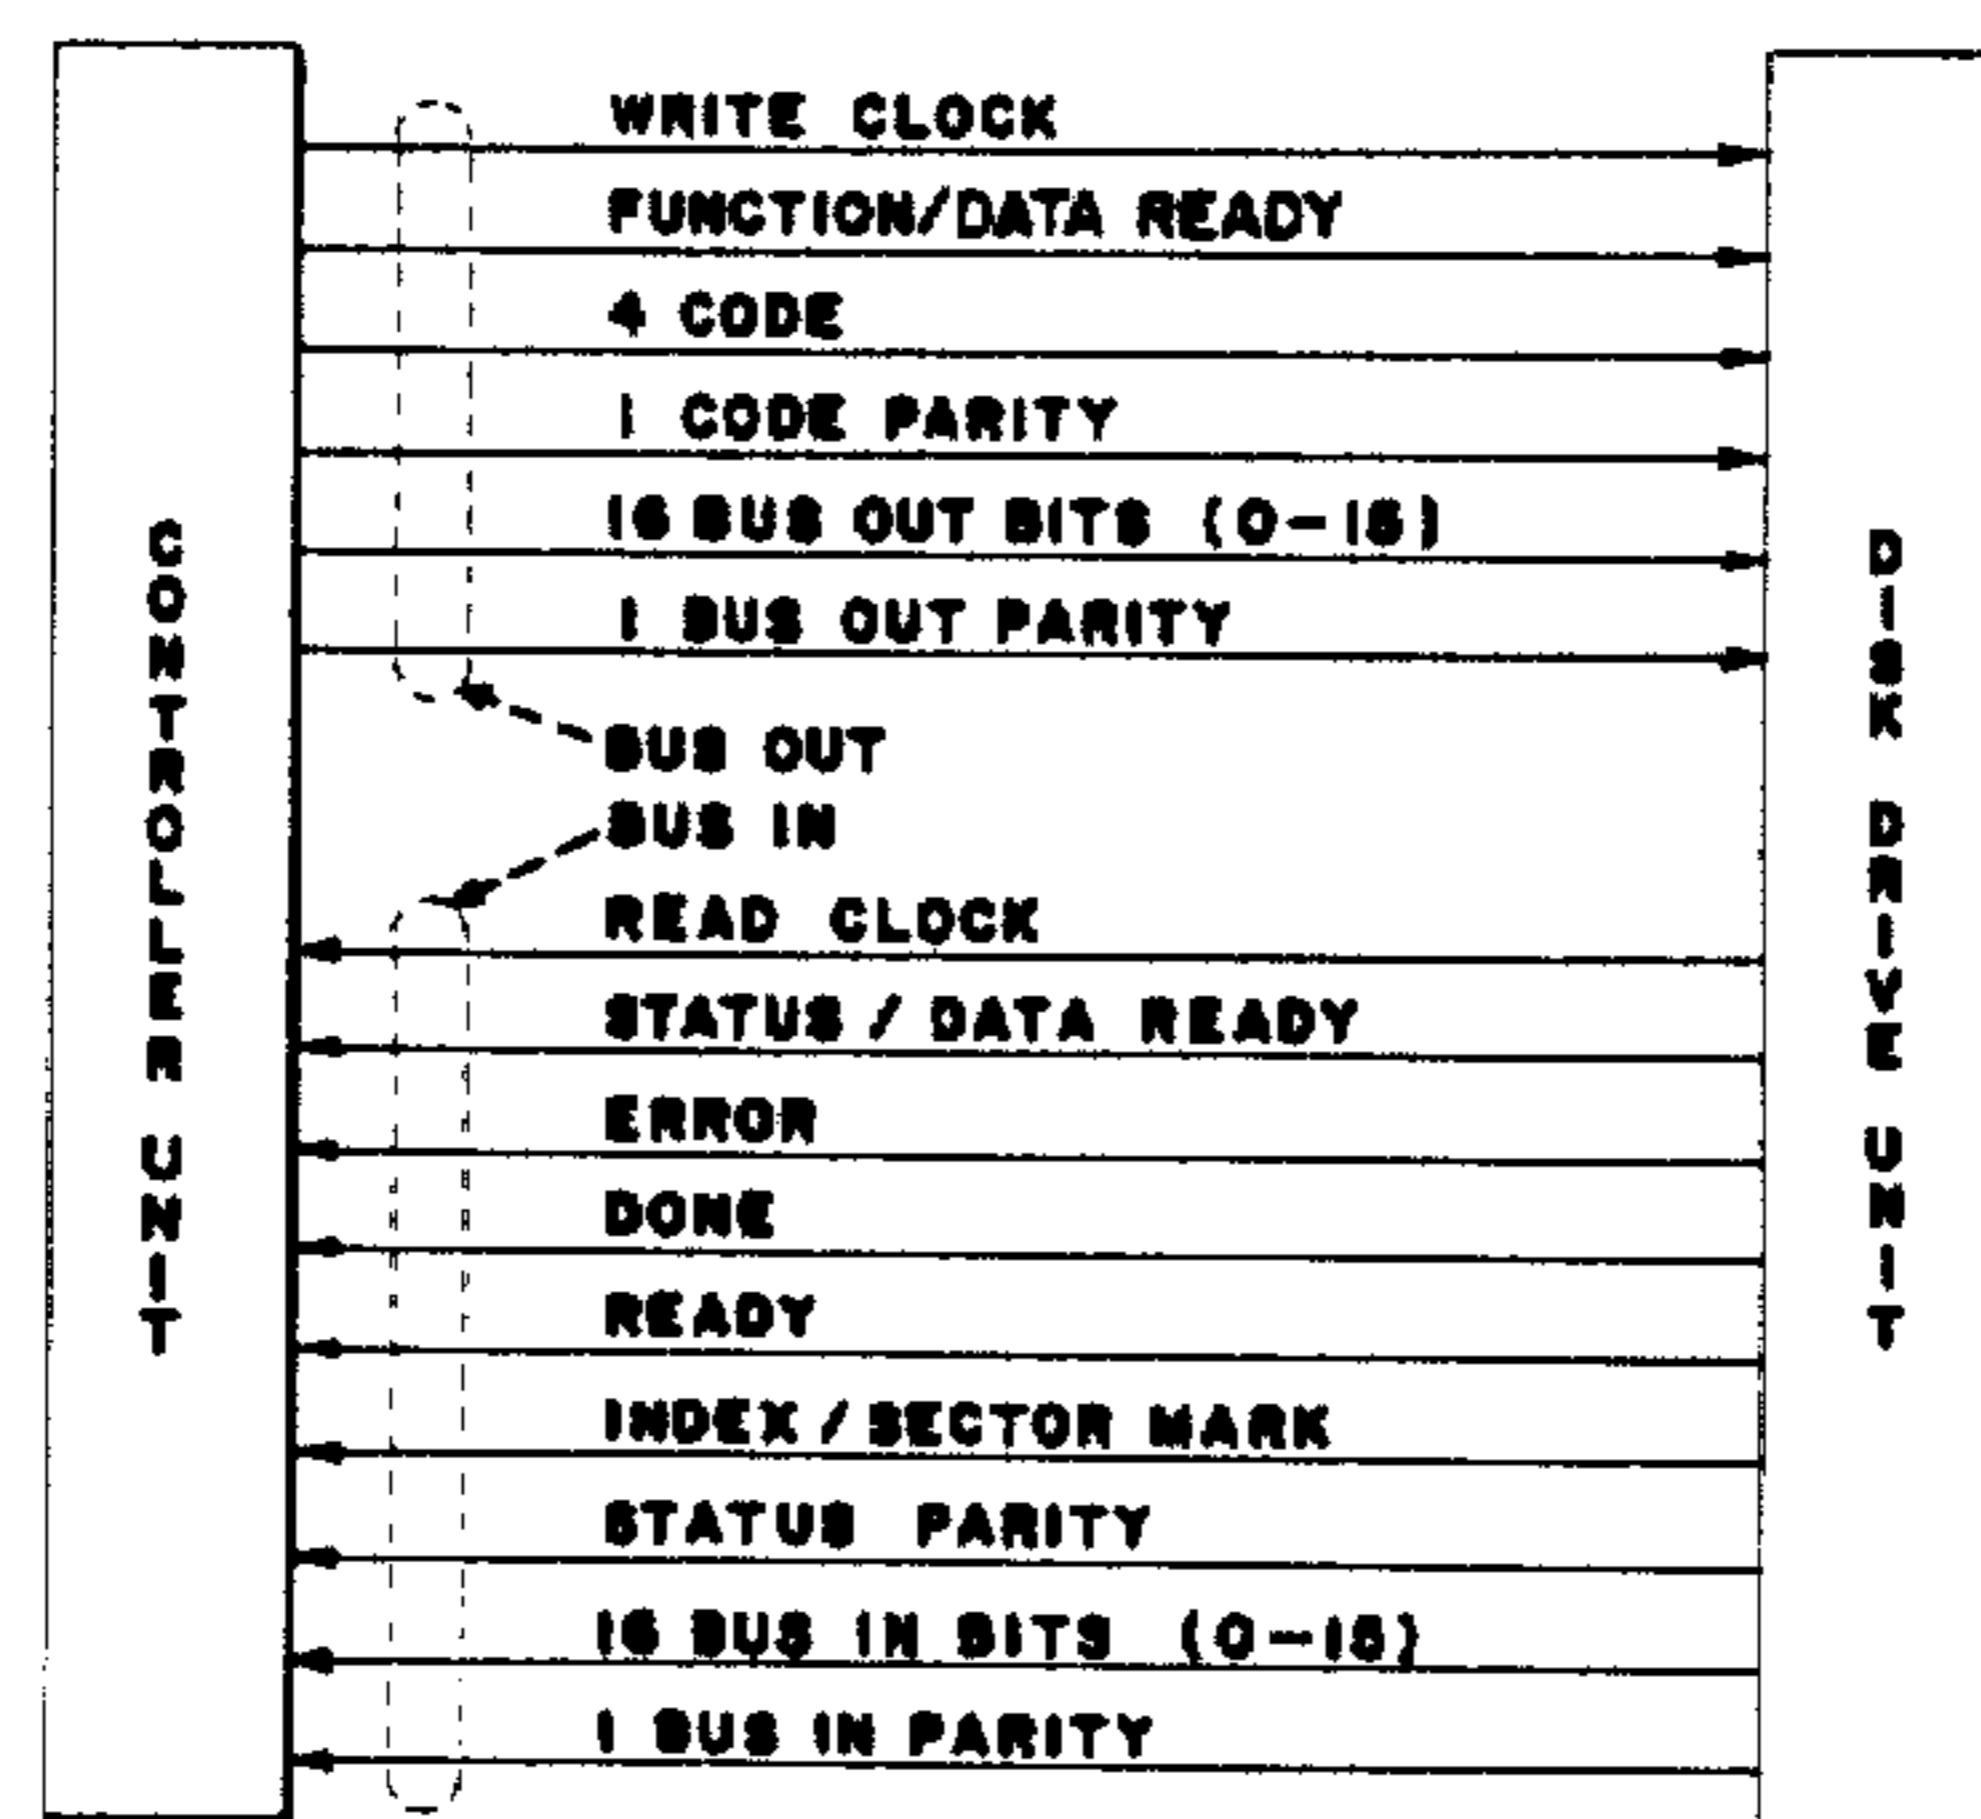 WRITE CLOCK
FUNCTION/DATA READY
4 CODE
1 CODE PARITY
16 BUS OUT BITS (0-15)
1 BUS OUT PARITY
BUS OUT
BUS IN
READ CLOCK
STATUS / DATA READY
ERROR
DONE
READY
INDEX / SECTOR MARK
STATUS PARITY
16 BUS IN BITS (0-15)
1 BUS IN PARITY
CONTROLLER UNIT
DISK DRIVE UNIT